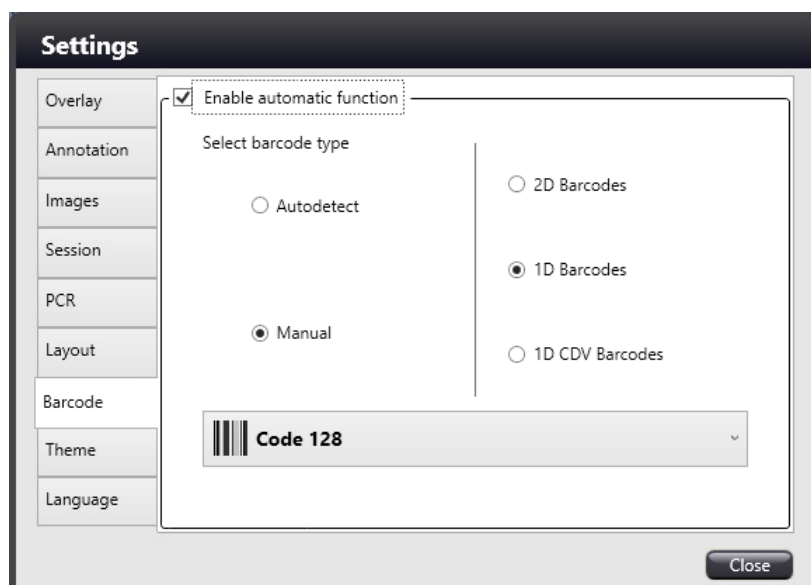 Settings
Overlay
Annotation
Images
Session
PCR
Layout
Barcode
Theme
Language
Enable automatic function
Select barcode type
Autodetect
Manual
2D Barcodes
1D Barcodes
1D CDV Barcodes
Code 128
Close